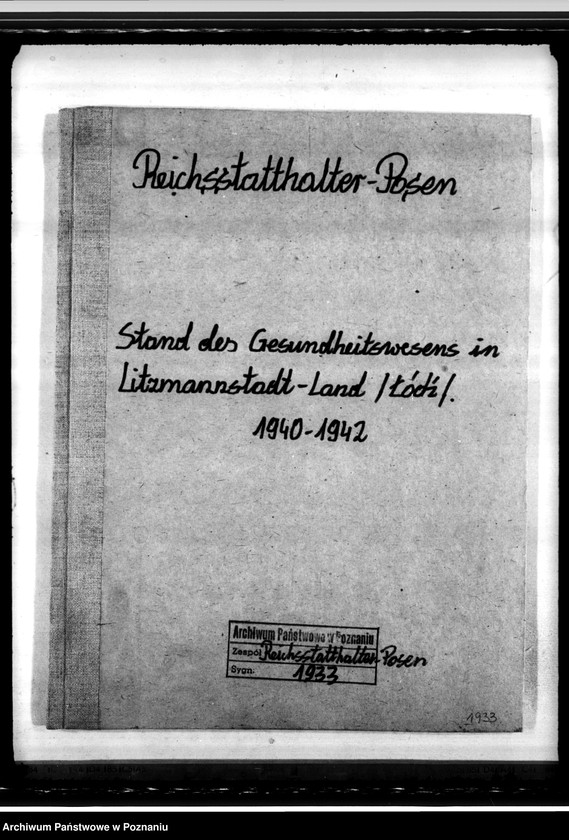 Reichsstatthalter-Posen
Stand des Gesundheitswesens in
Litzmannstadt-Land /Łódź/.
1940-1942
Archiwum Państwowe w Poznaniu
Zespół Reichsstatthalter-Posen
Sygn. 1933
1933
Archiwum Państwowe w Poznaniu